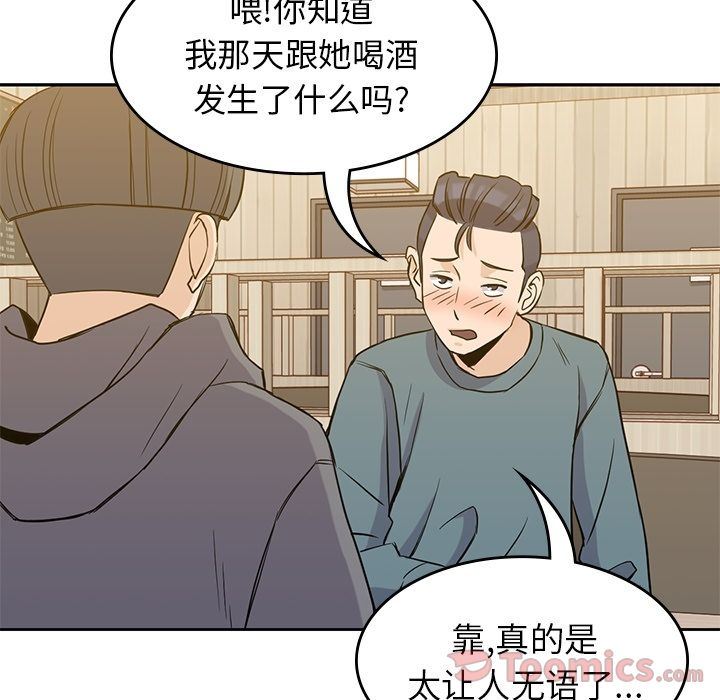 喂!你知道
我那天跟她喝酒
发生了什么吗?
靠,真的是
太让人无语了...
Toomics.com